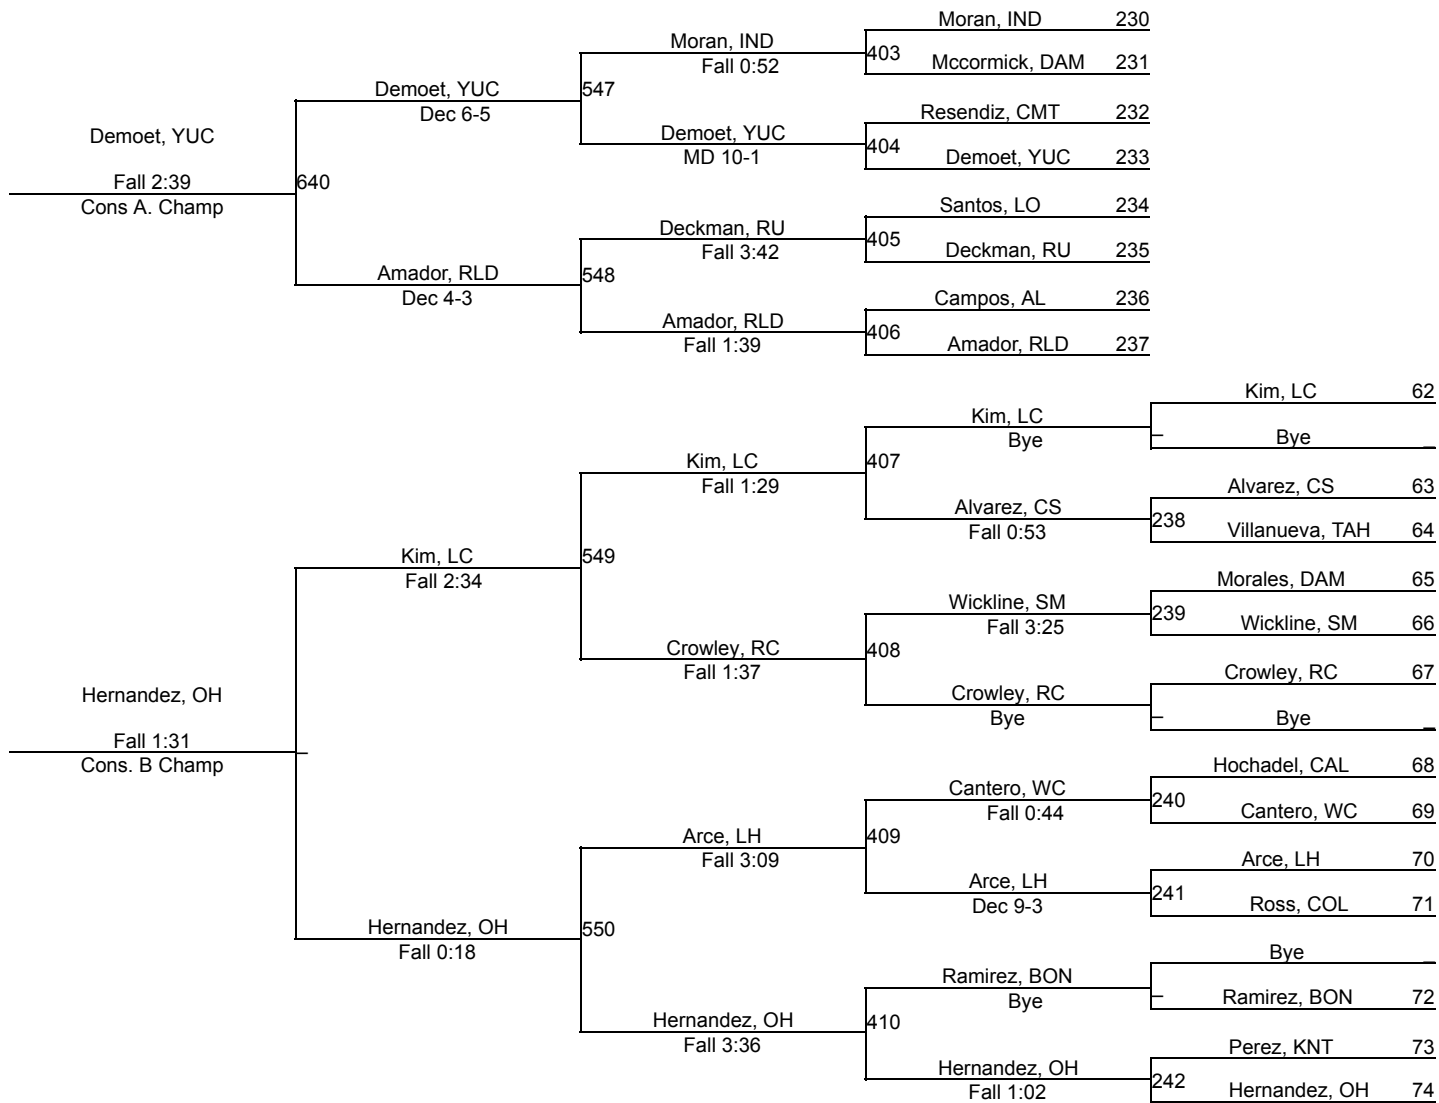 Moran, IND 230
Moran, IND
403
Fall 0:52
Mccormick, DAM 231
Demoet, YUC
547
Dec 6-5
Resendiz, CMT 232
Demoet, YUC
Demoet, YUC
404
MD 10-1
Demoet, YUC 233
Fall 2:39
640
Cons A. Champ
Santos, LO 234
Deckman, RU
405
Fall 3:42
Deckman, RU 235
Amador, RLD
548
Dec 4-3
Campos, AL 236
Amador, RLD
406
Fall 1:39
Amador, RLD 237
Kim, LC 62
Kim, LC
_
Bye
Bye _
Kim, LC
407
Fall 1:29
Alvarez, CS 63
Alvarez, CS
238
Fall 0:53
Villanueva, TAH 64
Kim, LC
549
Fall 2:34
Morales, DAM 65
Wickline, SM
239
Fall 3:25
Wickline, SM 66
Crowley, RC
408
Fall 1:37
Crowley, RC 67
Crowley, RC
_
Bye
Bye _
Hernandez, OH
Fall 1:31
_
Cons. B Champ
Hochadel, CAL 68
Cantero, WC
240
Fall 0:44
Cantero, WC 69
Arce, LH
409
Fall 3:09
Arce, LH 70
Arce, LH
241
Dec 9-3
Ross, COL 71
Hernandez, OH
550
Fall 0:18
Bye _
Ramirez, BON
_
Bye
Ramirez, BON 72
Hernandez, OH
410
Fall 3:36
Perez, KNT 73
Hernandez, OH
242
Fall 1:02
Hernandez, OH 74